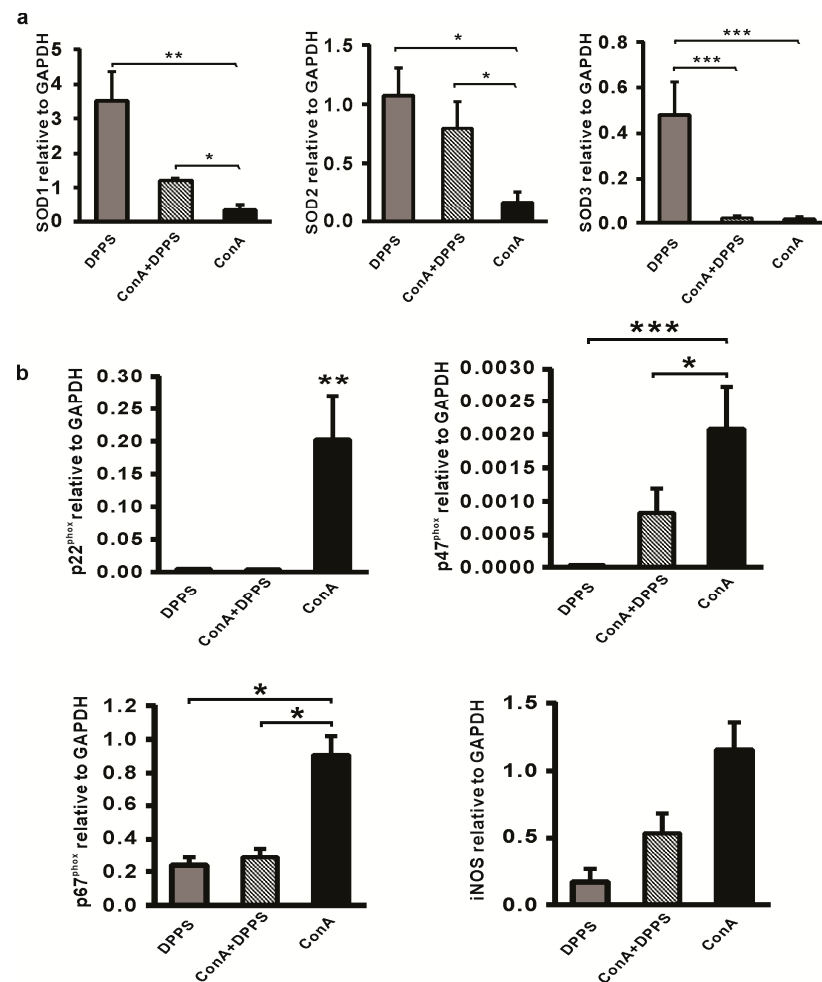 a
SOD1 relative to GAPDH
5
4
3
2
1
0
**
*
DPPS
ConA+DPPS
ConA
SOD2 relative to GAPDH
1.5
1.0
0.5
0.0
*
*
DPPS
ConA+DPPS
ConA
SOD3 relative to GAPDH
0.8
0.6
0.4
0.2
0.0
***
***
DPPS
ConA+DPPS
ConA
b
p22phox relative to GAPDH
0.30
0.25
0.20
0.15
0.10
0.05
0.00
**
DPPS
ConA+DPPS
ConA
p47phox relative to GAPDH
0.0030
0.0025
0.0020
0.0015
0.0010
0.0005
0.0000
***
*
DPPS
ConA+DPPS
ConA
p67phox relative to GAPDH
1.2
1.0
0.8
0.6
0.4
0.2
0.0
*
*
DPPS
ConA+DPPS
ConA
iNOS relative to GAPDH
1.5
1.0
0.5
0.0
DPPS
ConA+DPPS
ConA